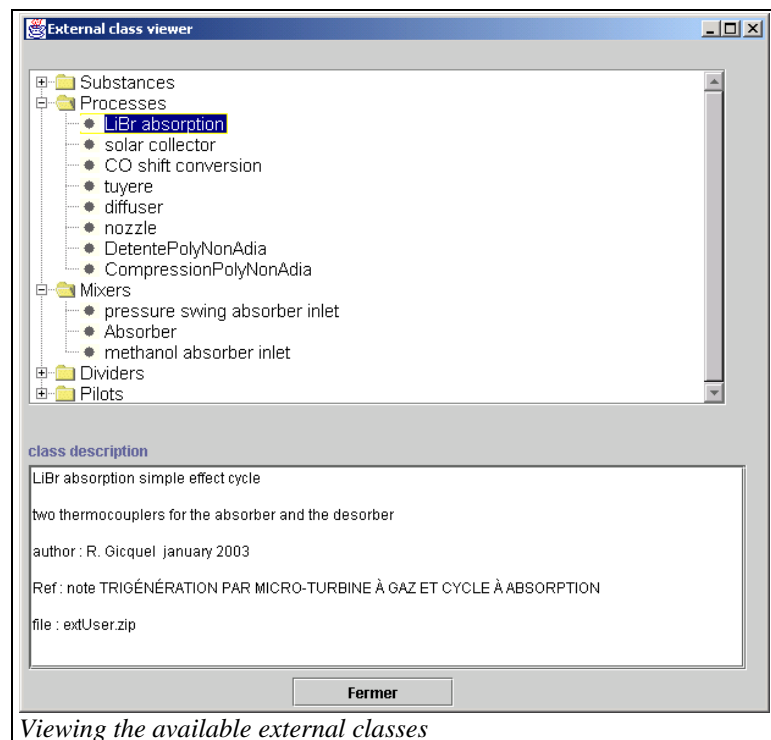 External class viewer
Substances
Processes
LiBr absorption
solar collector
CO shift conversion
tuyere
diffuser
nozzle
DetentePolyNonAdia
CompressionPolyNonAdia
Mixers
pressure swing absorber inlet
Absorber
methanol absorber inlet
Dividers
Pilots
class description
LiBr absorption simple effect cycle
two thermocouplers for the absorber and the desorber
author : R. Gicquel january 2003
Ref : note TRIGÉNÉRATION PAR MICRO-TURBINE À GAZ ET CYCLE À ABSORPTION
file : extUser.zip
Fermer
Viewing the available external classes